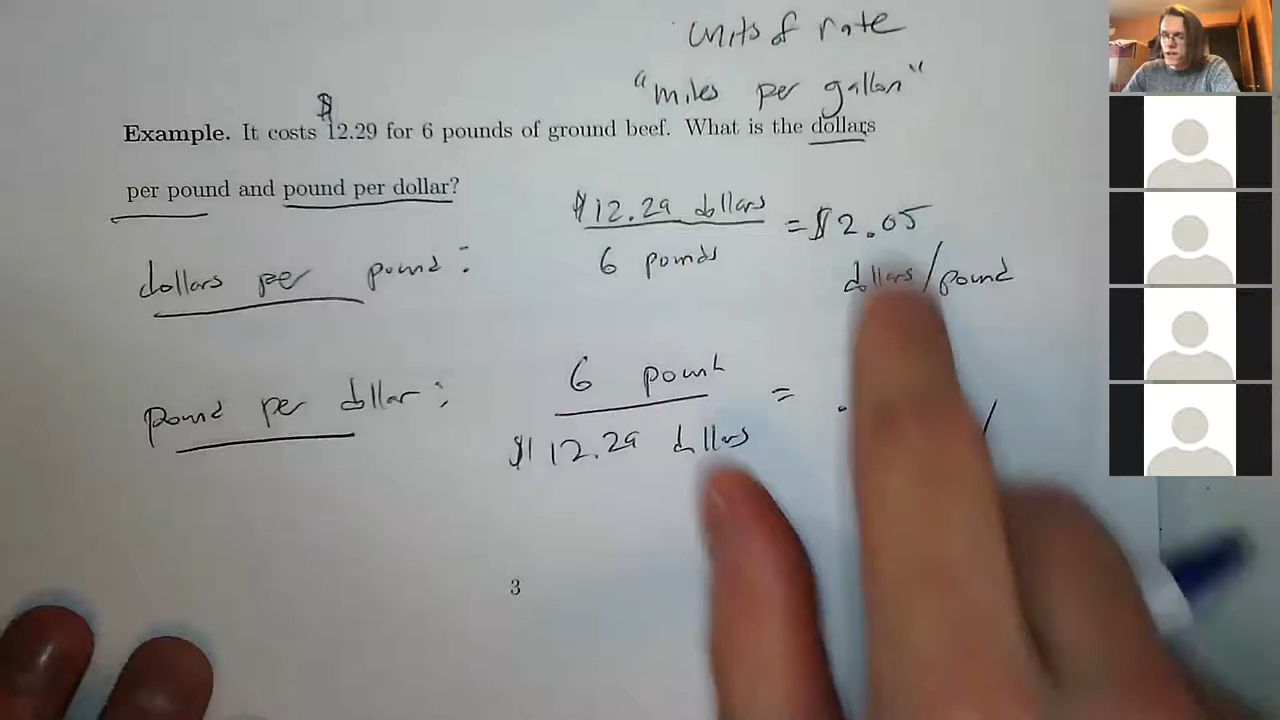 units of rate
"miles per gallon"
$
Example. It costs 12.29 for 6 pounds of ground beef. What is the dollars
per pound and pound per dollar?
dollars per pound : $12.29 dollars / 6 pounds = $2.05
dollars/pound
pound per dollar : 6 pound / $12.29 dollars = .
/
3